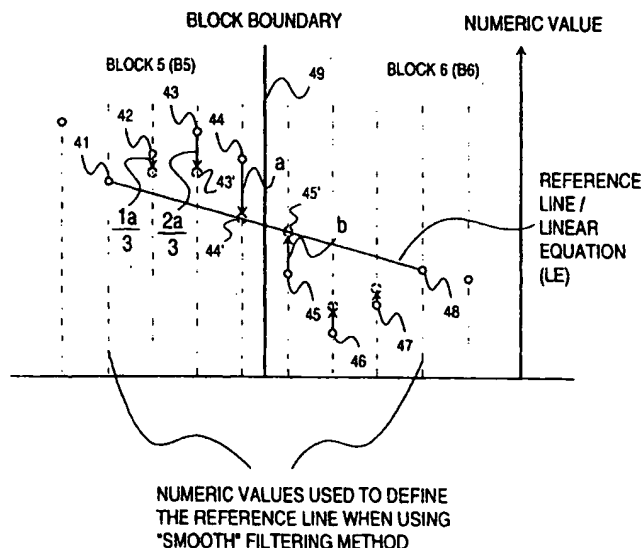 BLOCK BOUNDARY
NUMERIC VALUE
BLOCK 5 (B5)
49
BLOCK 6 (B6)
43
42
44
41
a
43'
45'
1a
3
2a
3
44'
b
REFERENCE
LINE /
LINEAR
EQUATION
(LE)
45
47
48
46
NUMERIC VALUES USED TO DEFINE
THE REFERENCE LINE WHEN USING
"SMOOTH" FILTERING METHOD